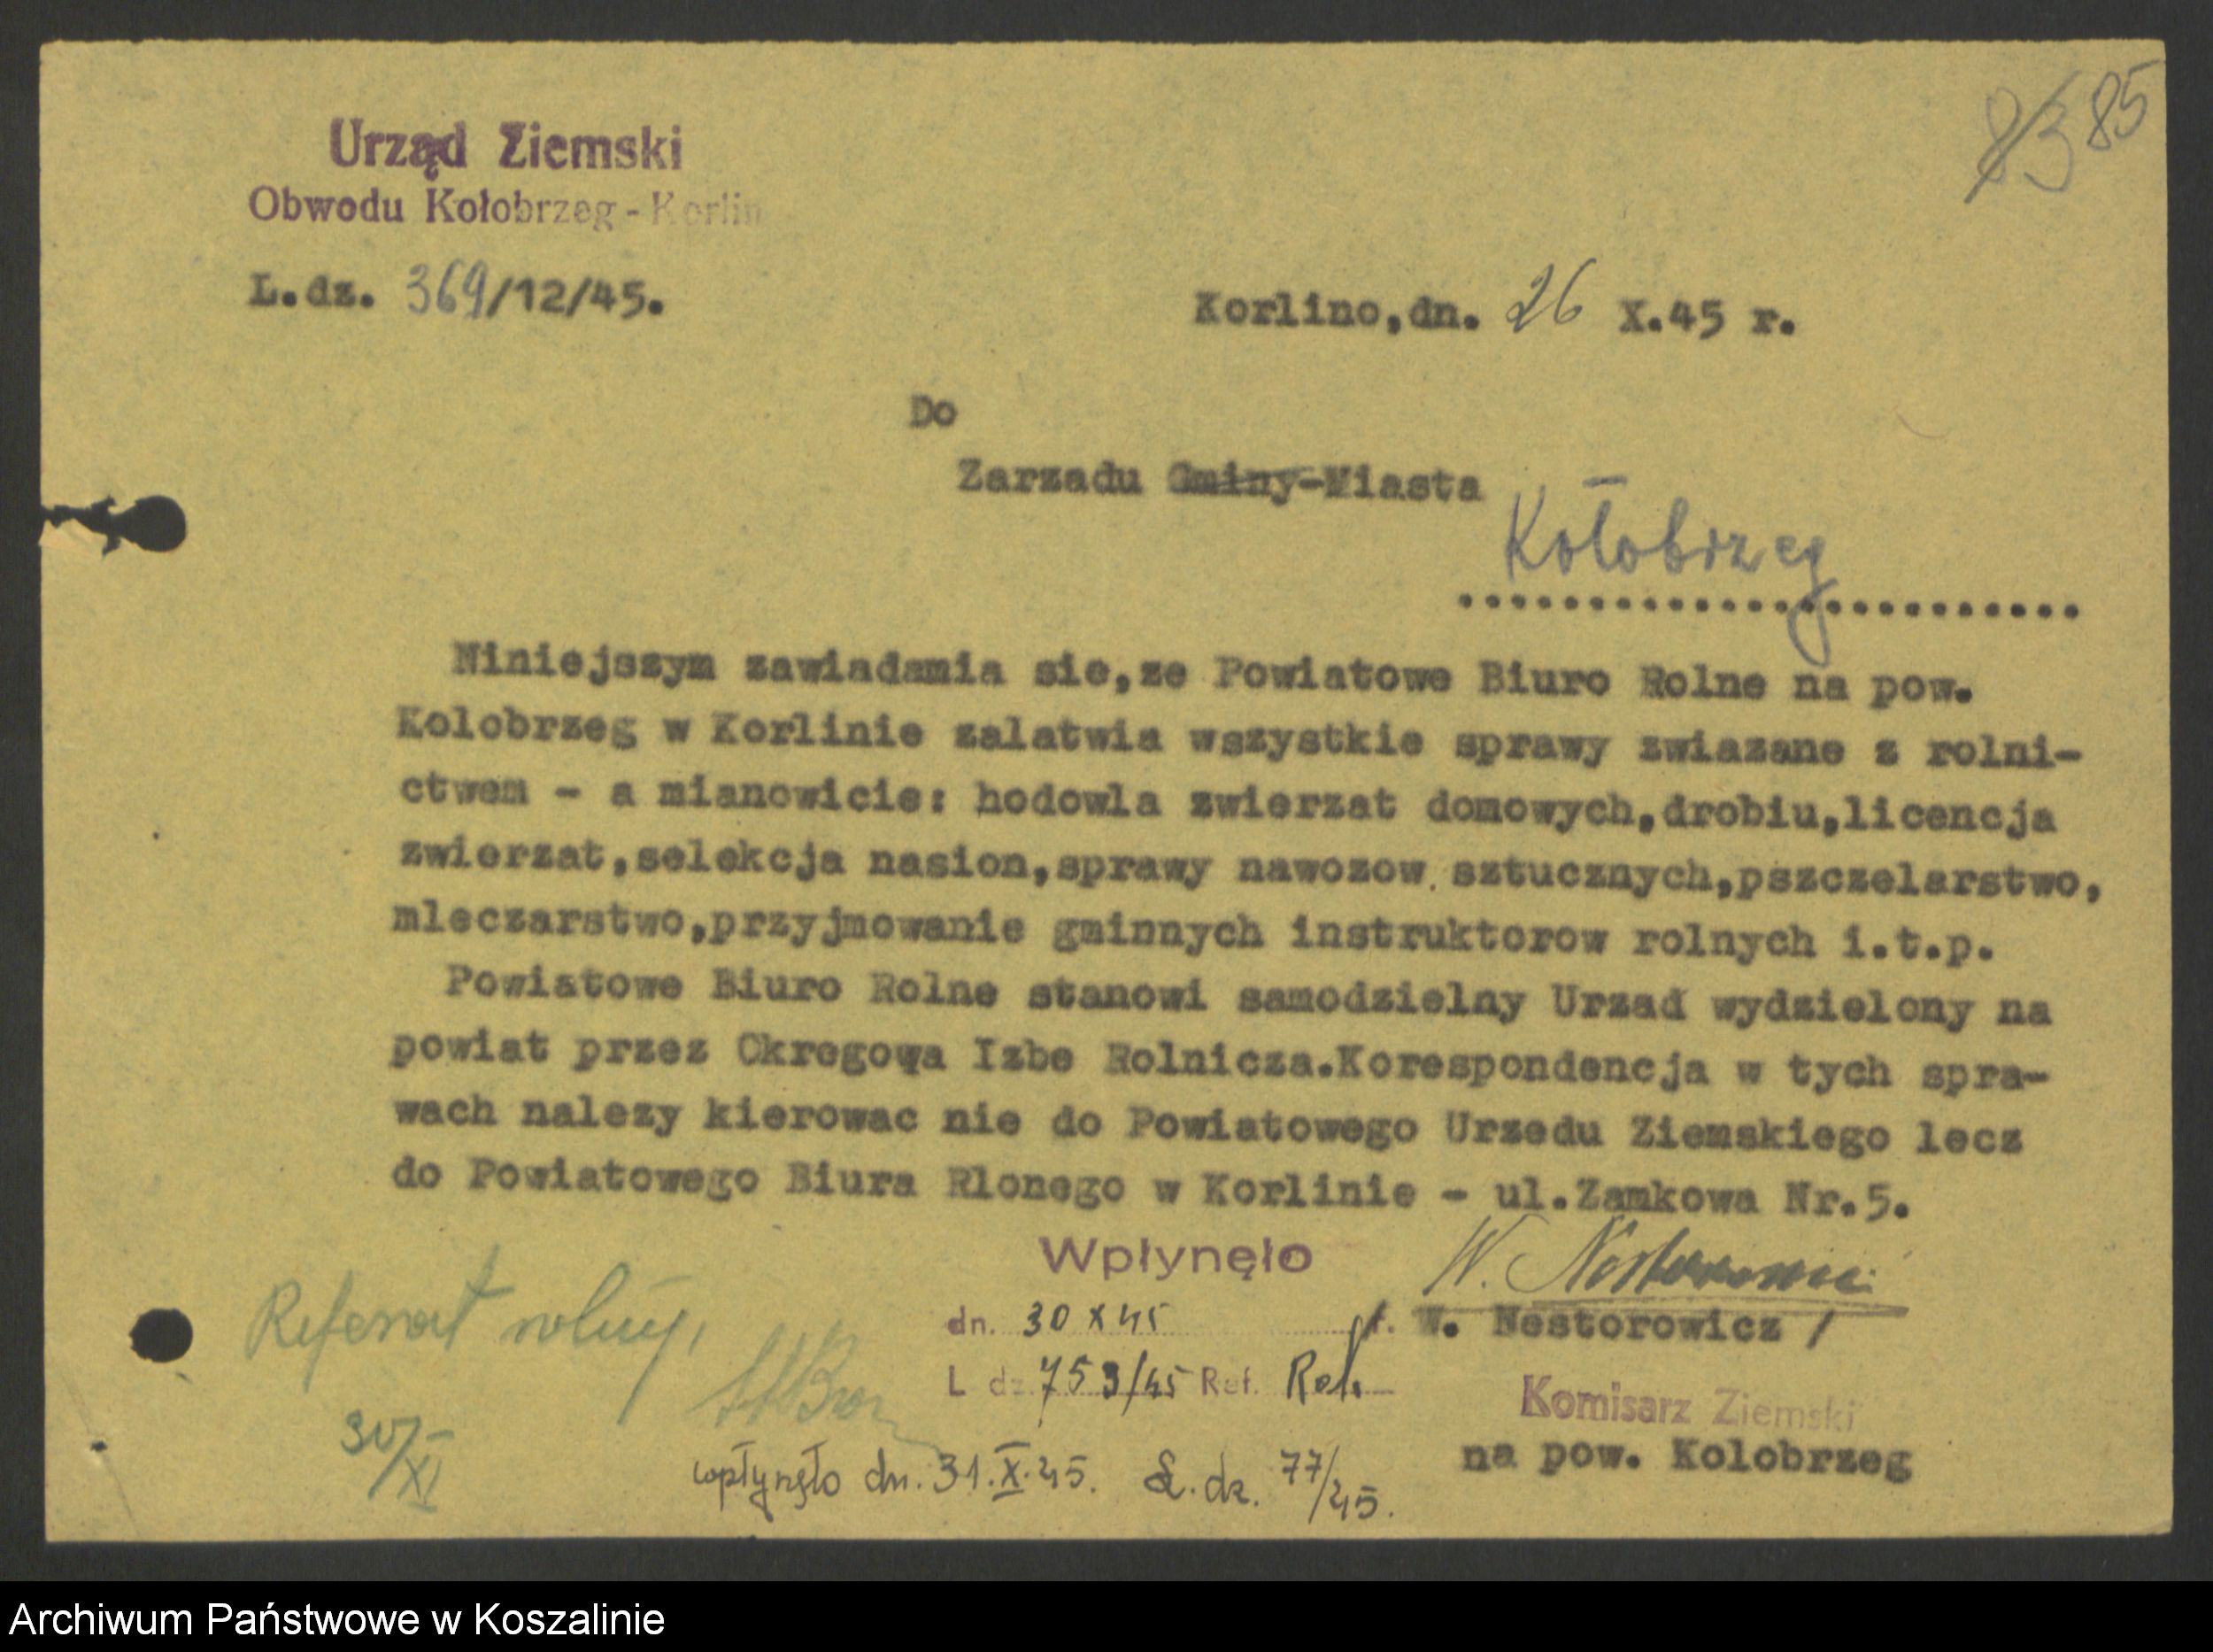 83 85
Urząd Ziemski
Obwodu Kołobrzeg - Korlin
L.dz. 369/12/45.
Korlino,dn. 26 X.45 r.
Do
Zarzadu Gminy-Miasta
Kołobrzeg
..........................
Niniejszym zawiadamia sie,ze Powiatowe Biuro Rolne na pow.
Kolobrzeg w Korlinie zalatwia wszystkie sprawy zwiazane z rolni-
ctwem - a mianowicie: hodowla zwierzat domowych,drobiu,licencja
zwierzat,selekcja nasion,sprawy nawozow sztucznych,pszczelarstwo,
mleczarstwo,przyjmowanie gminnych instruktorow rolnych i.t.p.
Powiatowe Biuro Rolne stanowi samodzielny Urzad wydzielony na
powiat przez Okregowa Izbe Rolnicza.Korespondencja w tych spra-
wach nalezy kierowac nie do Powiatowego Urzedu Ziemskiego lecz
do Powiatowego Biura Rlonego w Korlinie - ul.Zamkowa Nr.5.
Wpłynęło
dn. 30 X 45 r.
L dz. 753/45 Ref. Rol.
W. Nestorowicz
W. Nestorowicz /
Komisarz Ziemski
na pow. Kolobrzeg
Referat rolny,
30/XI
wpłynęło dn. 31.X.45. L.dz. 77/45.
Archiwum Państwowe w Koszalinie